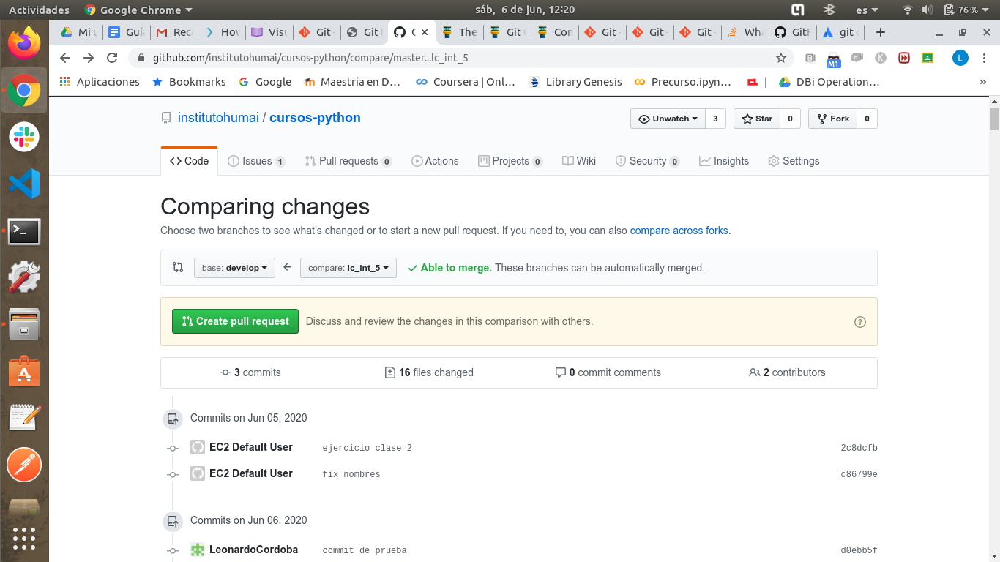 Actividades Google Chrome sáb, 6 de jun, 12:20 es 76%
Mi u Guía Rec Hov Visu Git - Git C The Git Con Git - Git - Git - Wha Git git c
github.com/institutohumai/cursos-python/compare/master...lc_int_5
M1 L
Aplicaciones Bookmarks Google Maestría en D... Coursera | Onl... Library Genesis Precurso.ipyn... | DBi Operation... »
institutohumai / cursos-python
Unwatch 3 Star 0 Fork 0
Code Issues 1 Pull requests 0 Actions Projects 0 Wiki Security 0 Insights Settings
Comparing changes
Choose two branches to see what's changed or to start a new pull request. If you need to, you can also compare across forks.
base: develop compare: lc_int_5 Able to merge. These branches can be automatically merged.
Create pull request Discuss and review the changes in this comparison with others.
3 commits 16 files changed 0 commit comments 2 contributors
Commits on Jun 05, 2020
EC2 Default User ejercicio clase 2 2c8dcfb
EC2 Default User fix nombres c86799e
Commits on Jun 06, 2020
LeonardoCordoba commit de prueba d0ebb5f